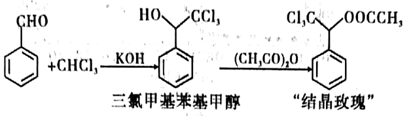 CHO
+CHCl₃
KOH
HO CCl₃
三氯甲基苯基甲醇
(CH₃CO)₂O
Cl₃C OOCCH₃
“结晶玫瑰”